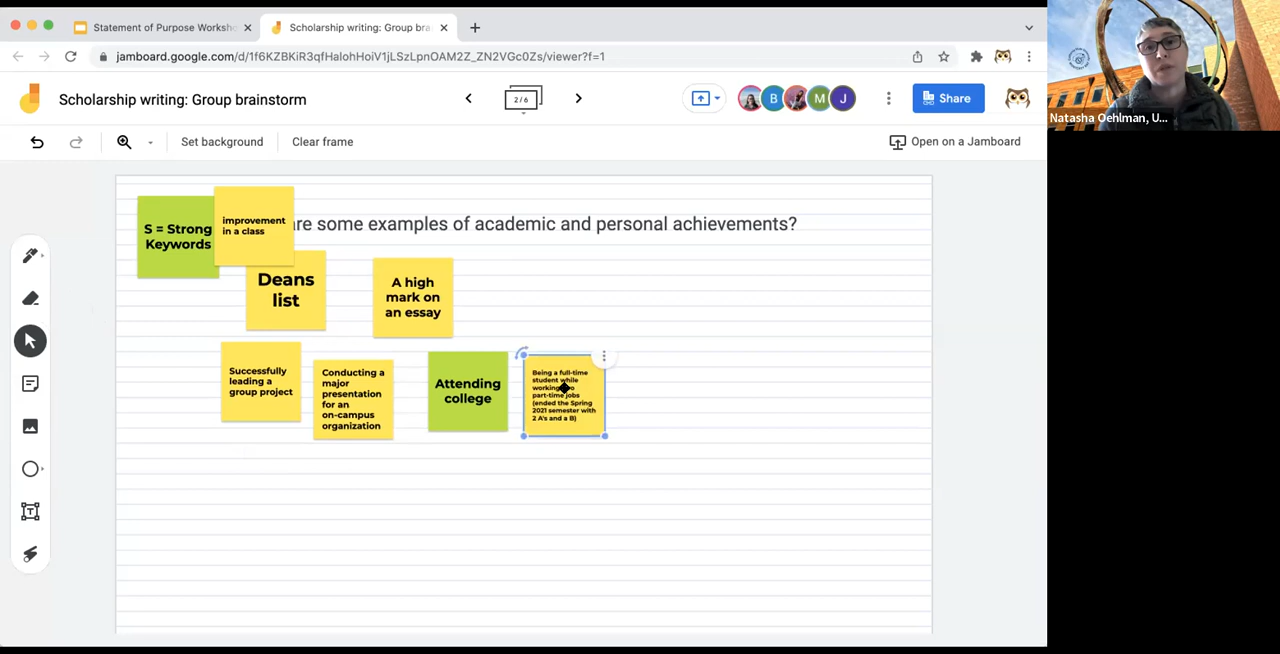 Statement of Purpose Worksh
Scholarship writing: Group bra
jamboard.google.com/d/1f6KZBKiR3qfHalohHoiV1jLSzLpnOAM2Z_ZN2VGc0Zs/viewer?f=1
Scholarship writing: Group brainstorm
2/6
B
M
J
Share
Set background
Clear frame
Open on a Jamboard
are some examples of academic and personal achievements?
S = Strong
Keywords
improvement
in a class
Deans
list
A high
mark on
an essay
Successfully
leading a
group project
Conducting a
major
presentation
for an
on-campus
organization
Attending
college
Being a full-time
student while
working two
part-time jobs
(ended the Spring
2021 semester with
2 A's and a B)
Natasha Oehlman, U...